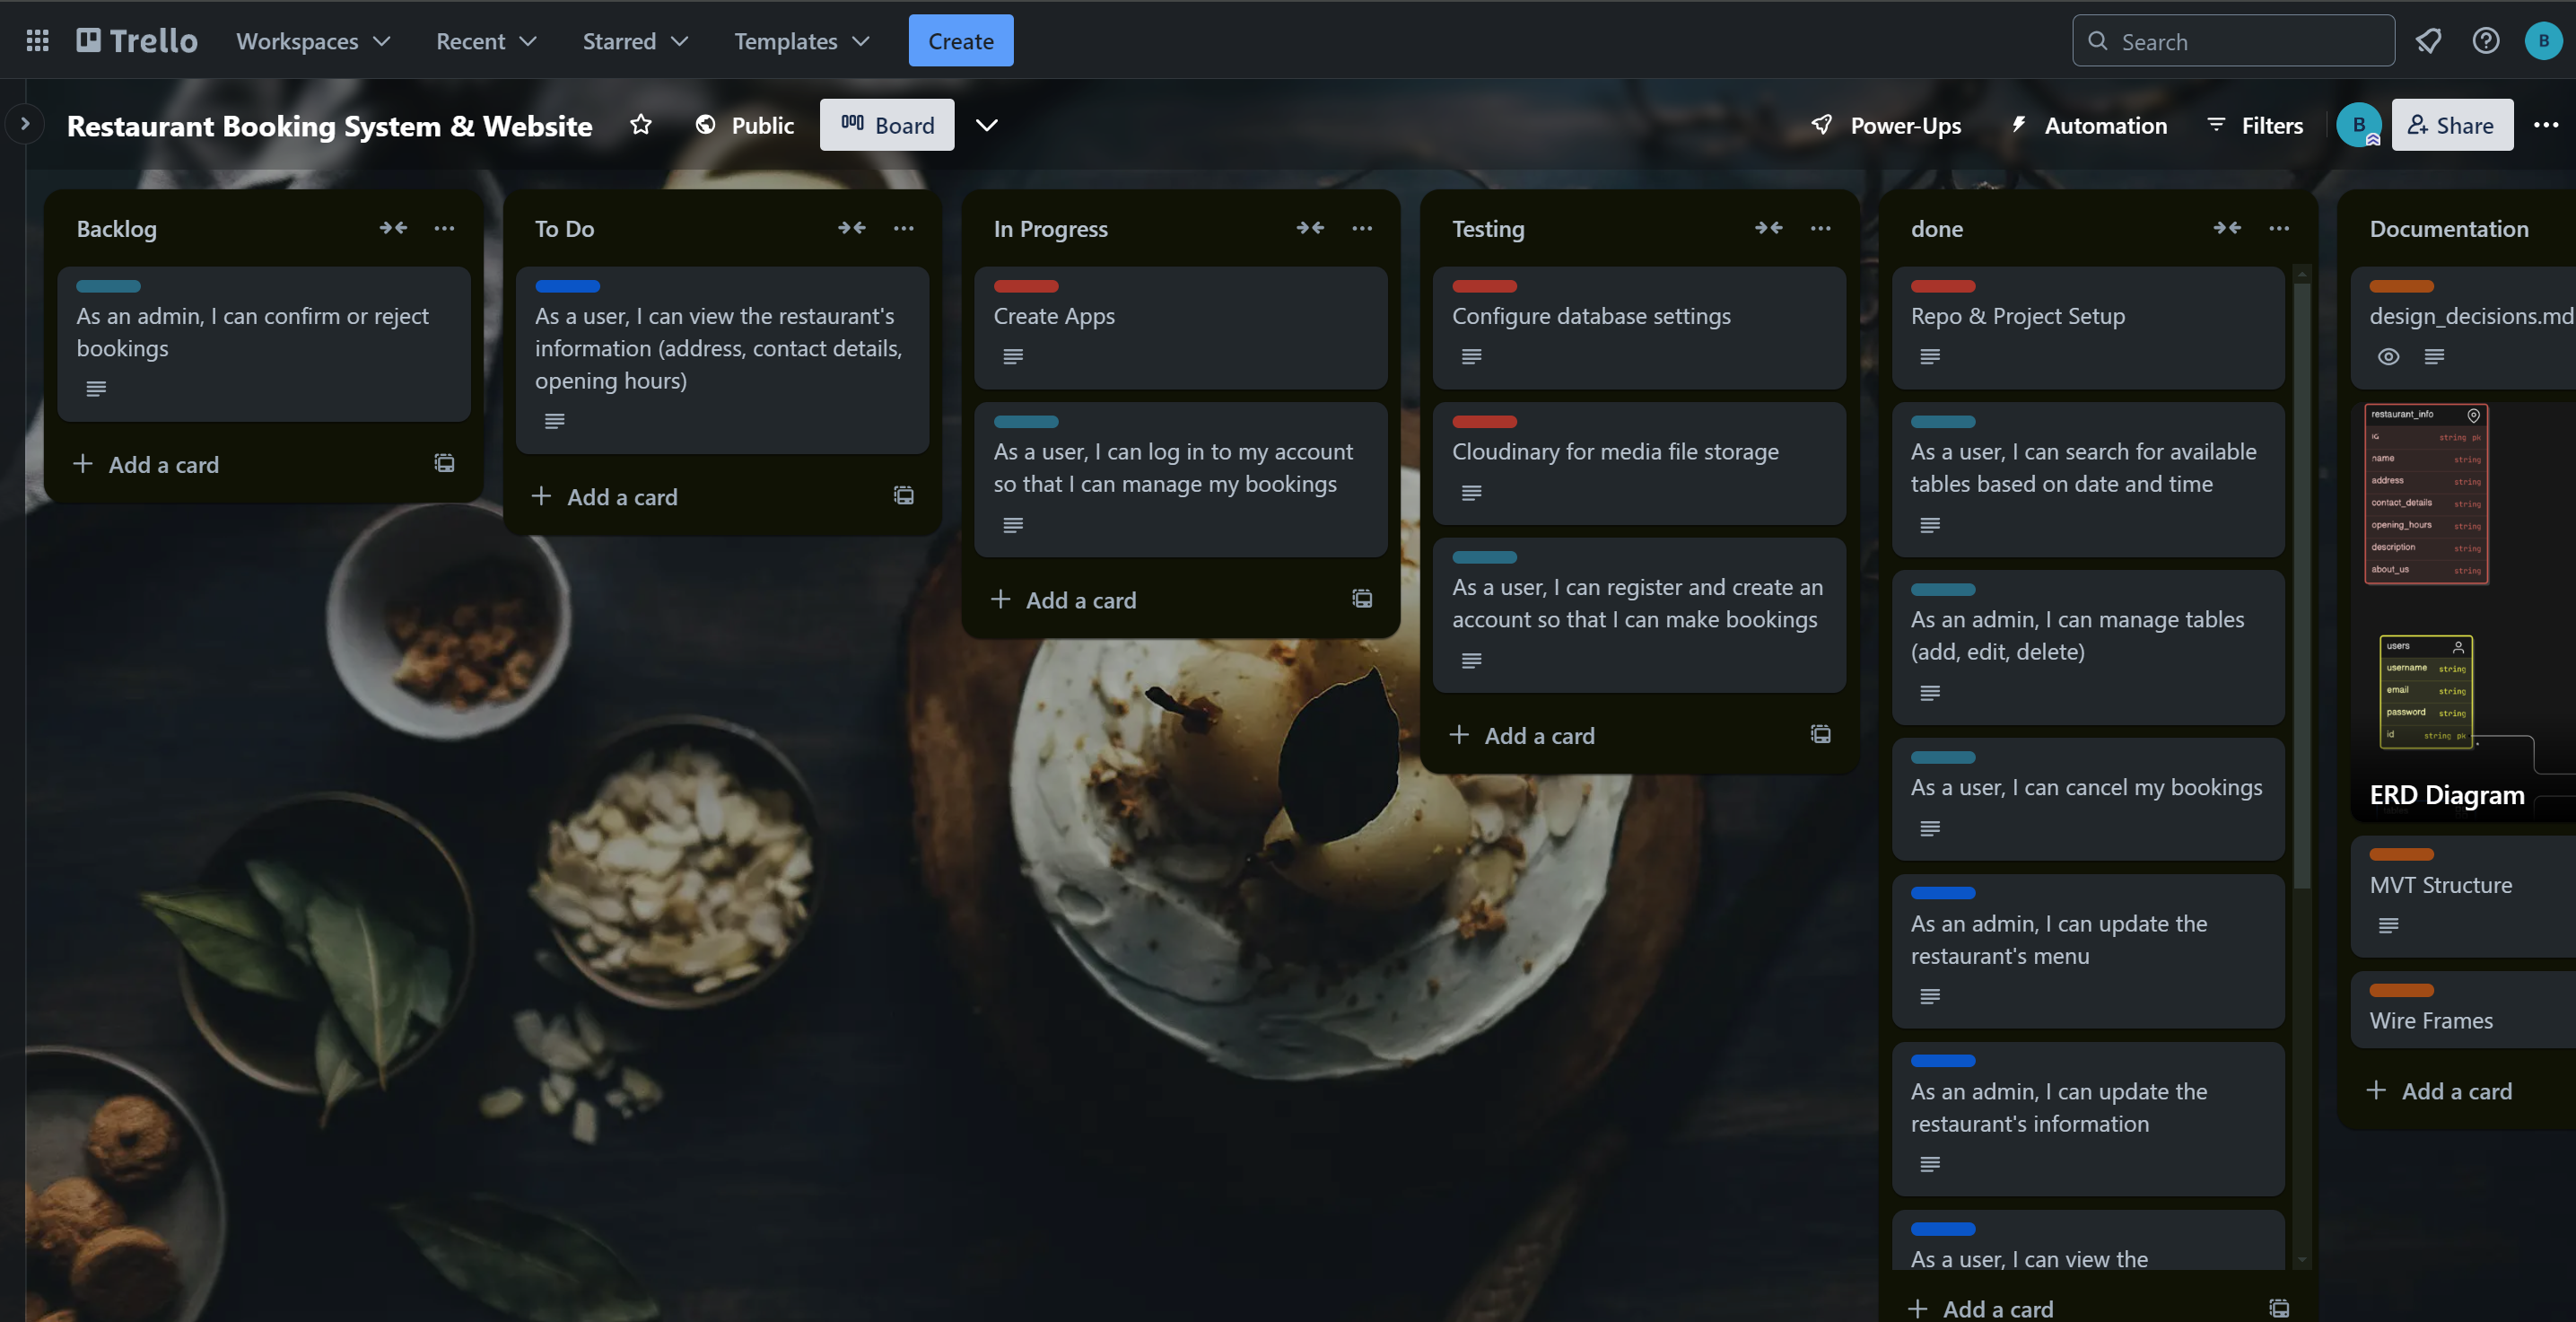 Trello
Workspaces
Recent
Starred
Templates
Create
Search
B
Restaurant Booking System & Website
Public
Board
Power-Ups
Automation
Filters
B
Share
Backlog
As an admin, I can confirm or reject
bookings
Add a card
To Do
As a user, I can view the restaurant's
information (address, contact details,
opening hours)
Add a card
In Progress
Create Apps
As a user, I can log in to my account
so that I can manage my bookings
Add a card
Testing
Configure database settings
Cloudinary for media file storage
As a user, I can register and create an
account so that I can make bookings
Add a card
done
Repo & Project Setup
As a user, I can search for available
tables based on date and time
As an admin, I can manage tables
(add, edit, delete)
As a user, I can cancel my bookings
As an admin, I can update the
restaurant's menu
As an admin, I can update the
restaurant's information
As a user, I can view the
Add a card
Documentation
design_decisions.md
restaurant_info
id string pk
name string
address string
contact_details string
opening_hours string
description string
about_us string
users
username string
email string
password string
id string pk
ERD Diagram
MVT Structure
Wire Frames
Add a card